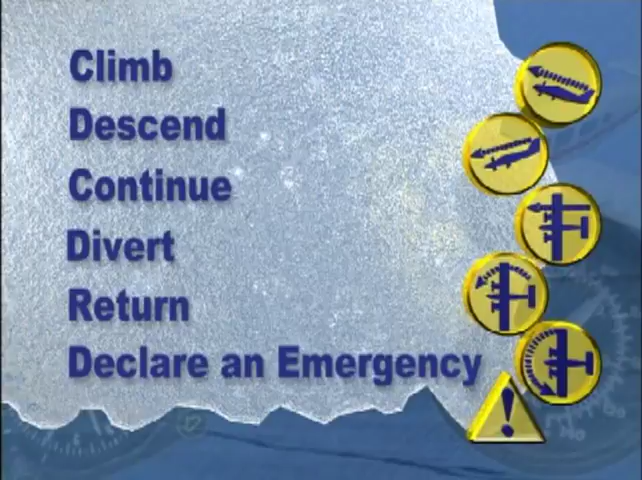 Climb
Descend
Continue
Divert
Return
Declare an Emergency
!